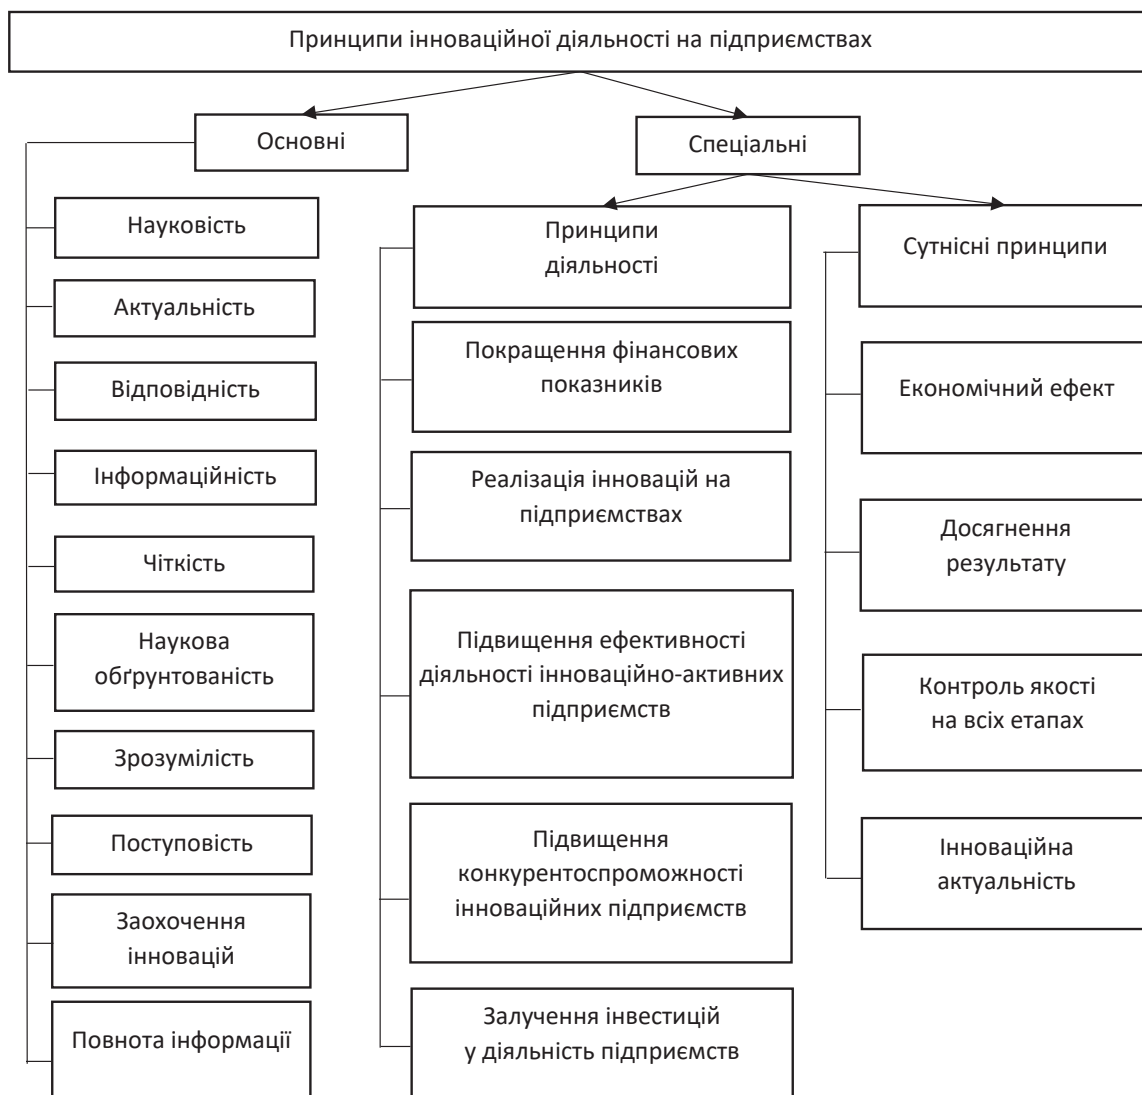 Принципи інноваційної діяльності на підприємствах
Основні
Спеціальні
Науковість
Актуальність
Відповідність
Інформаційність
Чіткість
Наукова
обґрунтованість
Зрозумілість
Поступовість
Заохочення
інновацій
Повнота інформації
Принципи
діяльності
Покращення фінансових
показників
Реалізація інновацій на
підприємствах
Підвищення ефективності
діяльності інноваційно-активних
підприємств
Підвищення
конкурентоспроможності
інноваційних підприємств
Залучення інвестицій
у діяльність підприємств
Сутнісні принципи
Економічний ефект
Досягнення
результату
Контроль якості
на всіх етапах
Інноваційна
актуальність